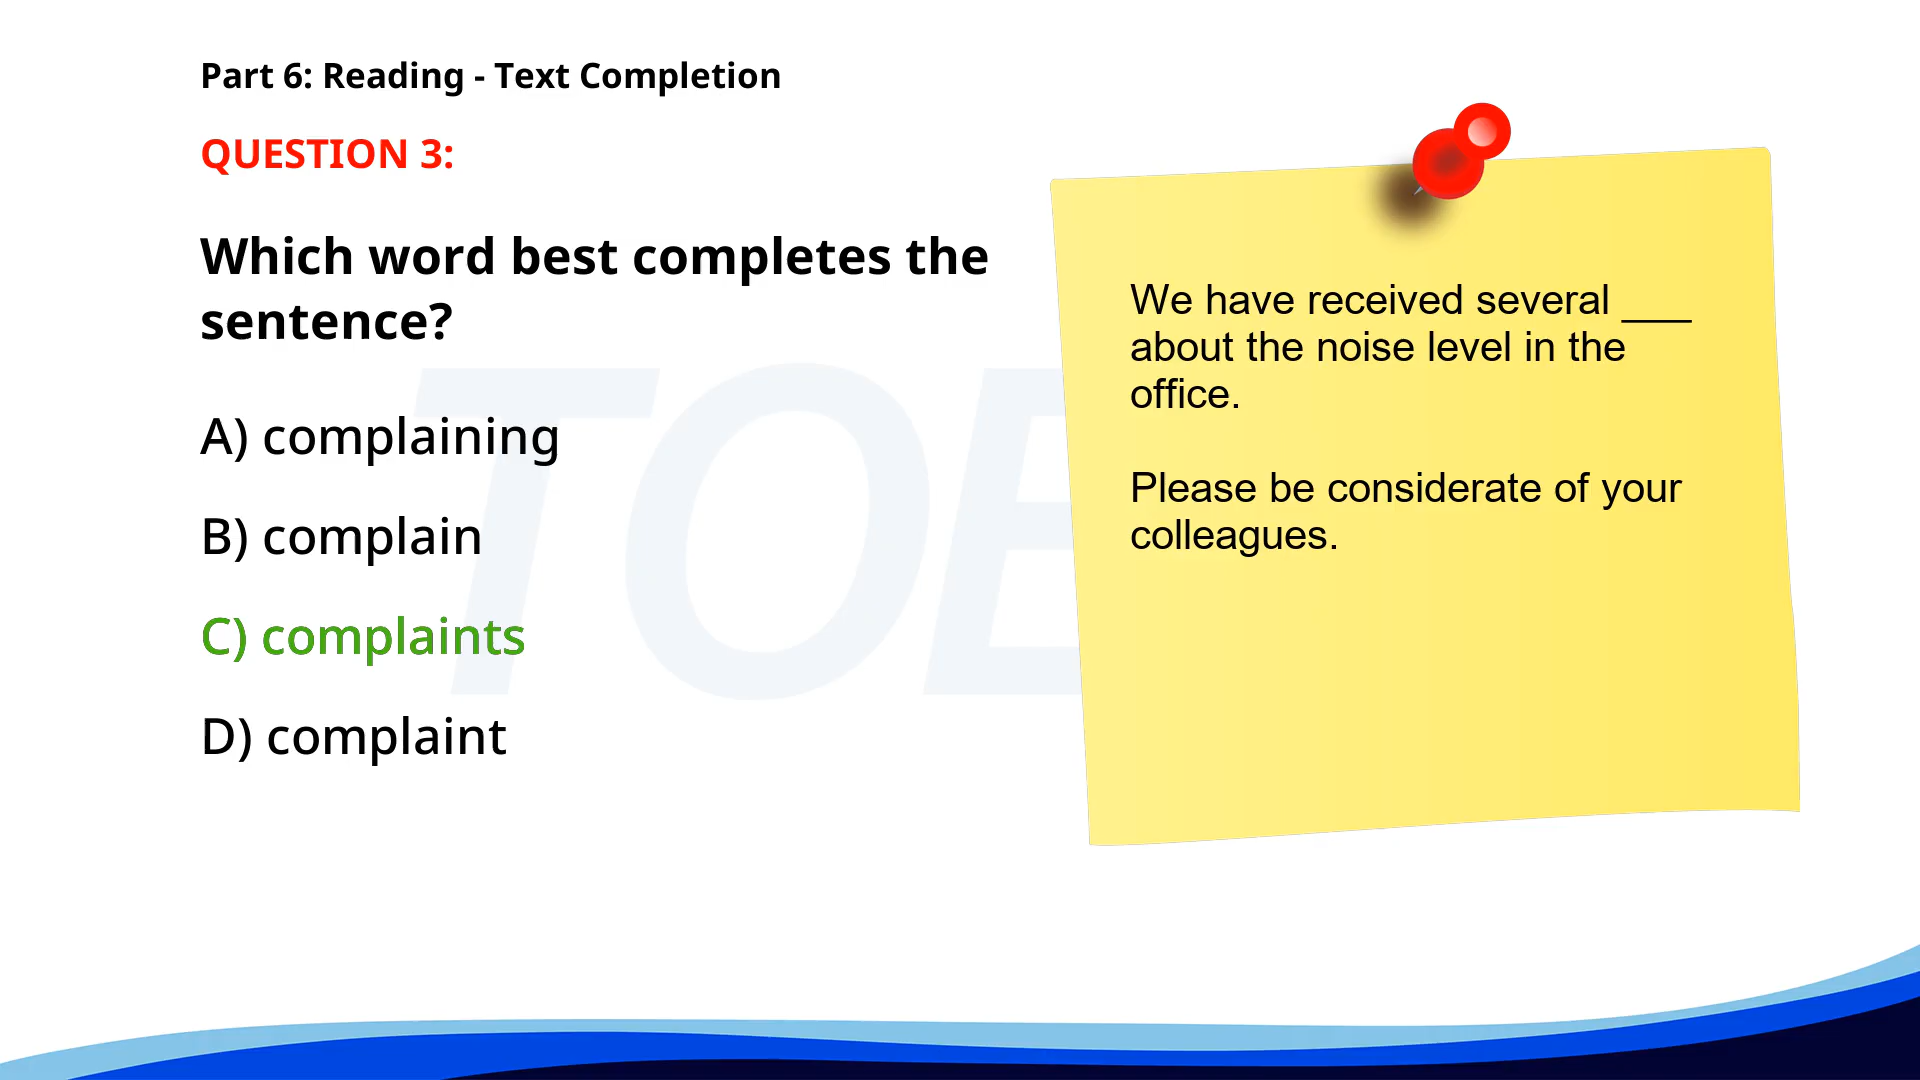 Part 6: Reading - Text Completion
QUESTION 3:
Which word best completes the
sentence?
A) complaining
B) complain
C) complaints
D) complaint
We have received several ___
about the noise level in the
office.
Please be considerate of your
colleagues.
TOE